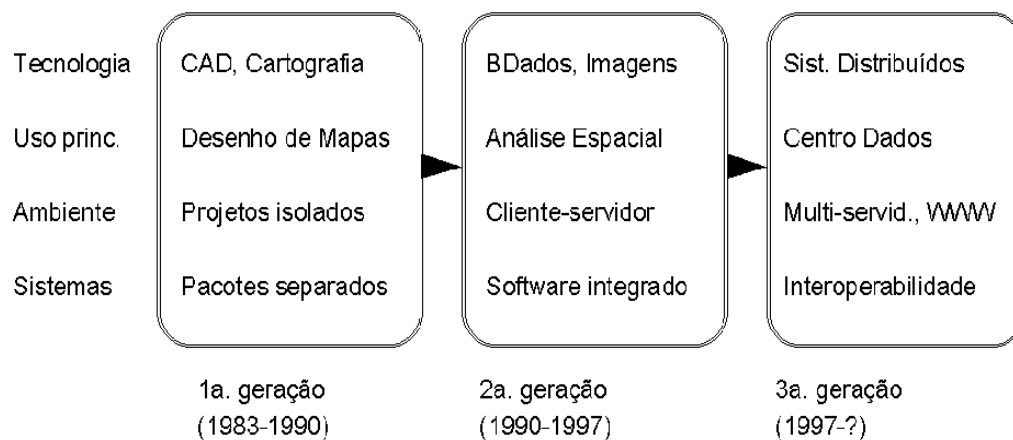 Tecnologia CAD, Cartografia BDados, Imagens Sist. Distribuídos
Uso princ. Desenho de Mapas Análise Espacial Centro Dados
Ambiente Projetos isolados Cliente-servidor Multi-servid., WWW
Sistemas Pacotes separados Software integrado Interoperabilidade
1a. geração 2a. geração 3a. geração
(1983-1990) (1990-1997) (1997-?)